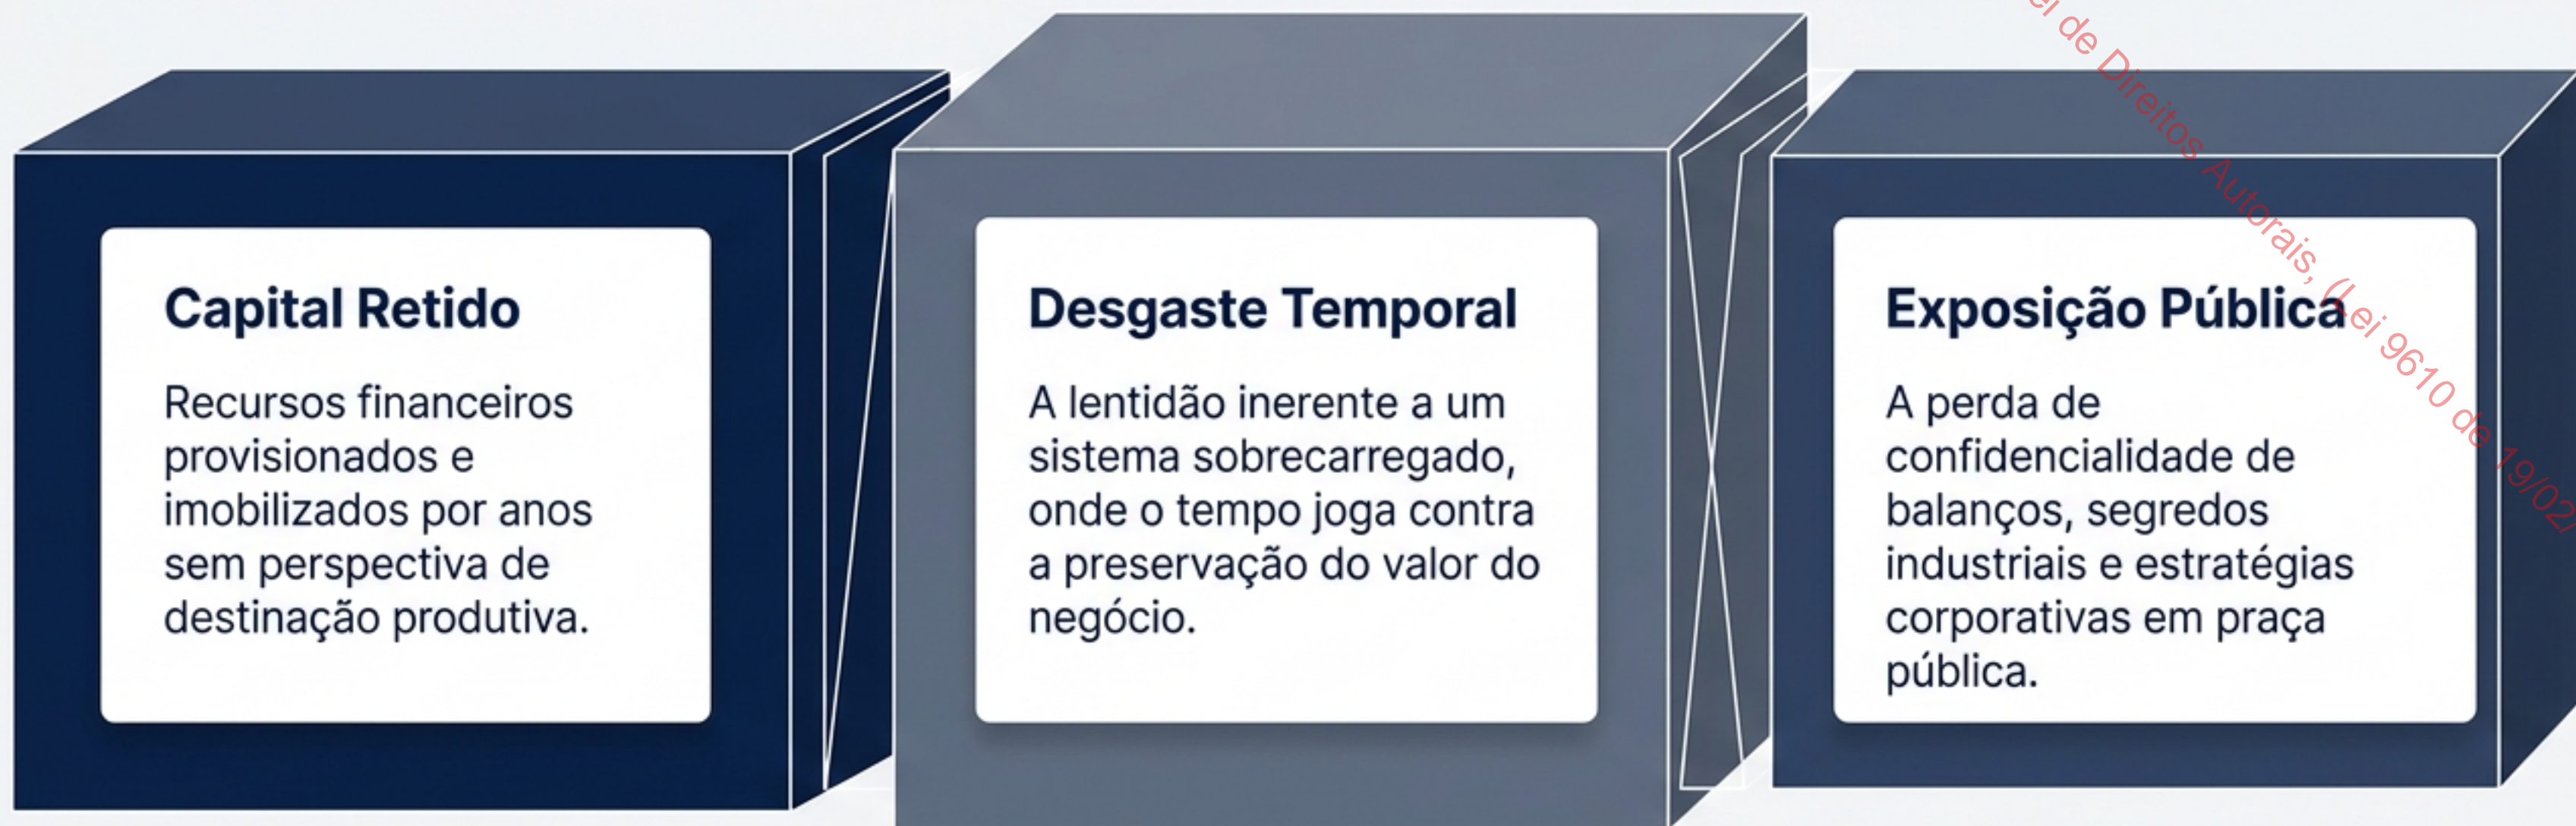 Capital Retido
Recursos financeiros
provisionados e
imobilizados por anos
sem perspectiva de
destinação produtiva.
Desgaste Temporal
A lentidão inerente a um
sistema sobrecarregado,
onde o tempo joga contra
a preservação do valor do
negócio.
Exposição Pública
A perda de
confidencialidade de
balanços, segredos
industriais e estratégias
corporativas em praça
pública.
de Direitos Autorais, (Lei 9610 de 19/02/